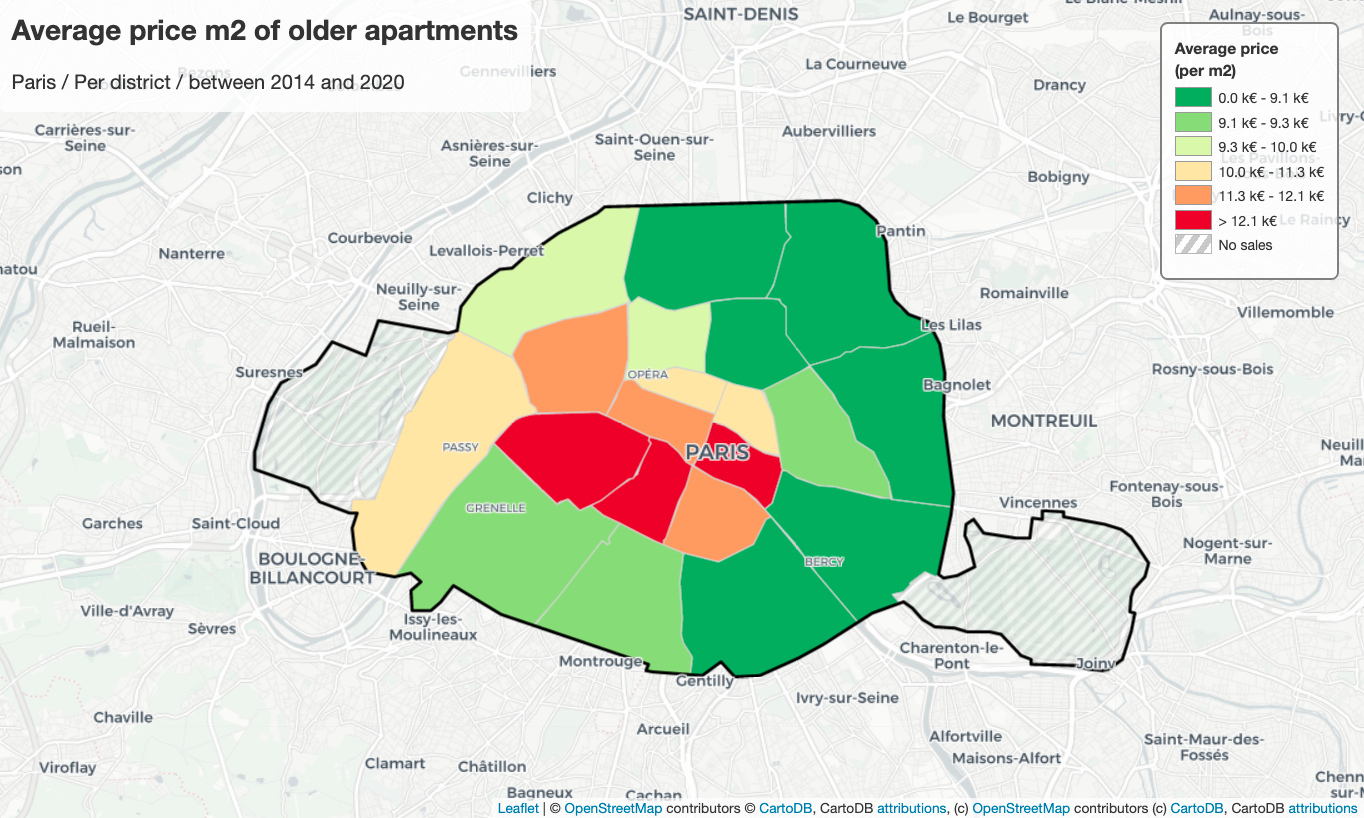 Average price m2 of older apartments
Paris / Per district / between 2014 and 2020
Average price
(per m2)
0.0 k€ - 9.1 k€
9.1 k€ - 9.3 k€
9.3 k€ - 10.0 k€
10.0 k€ - 11.3 k€
11.3 k€ - 12.1 k€
> 12.1 k€
No sales
SAINT-DENIS
Le Bourget
Aulnay-sous-
Bois
Gennevilliers
La Courneuve
Drancy
Carrières-sur-
Seine
Asnières-sur-
Seine
Saint-Ouen-sur-
Seine
Aubervilliers
Les Pavillons-
Bobigny
Clichy
Le Raincy
Courbevoie
Levallois-Perret
Pantin
Nanterre
Neuilly-sur-
Seine
Romainville
Villemomble
Rueil-
Malmaison
Les Lilas
Suresnes
OPÉRA
Rosny-sous-Bois
Bagnolet
MONTREUIL
PASSY
PARIS
GRENELLE
Fontenay-sous-
Bois
Vincennes
Garches
Saint-Cloud
Nogent-sur-
Marne
BOULOGNE-
BILLANCOURT
BERCY
Ville-d'Avray
Sèvres
Issy-les-
Moulineaux
Charenton-le-
Pont
Joinv
Montrouge
Gentilly
Ivry-sur-Seine
Chaville
Arcueil
Alfortville
Saint-Maur-des-
Fossés
Maisons-Alfort
Viroflay
Clamart
Châtillon
Bagneux
Cachan
Chenn
sur-M
Leaflet | © OpenStreetMap contributors © CartoDB, CartoDB attributions, (c) OpenStreetMap contributors (c) CartoDB, CartoDB attributions